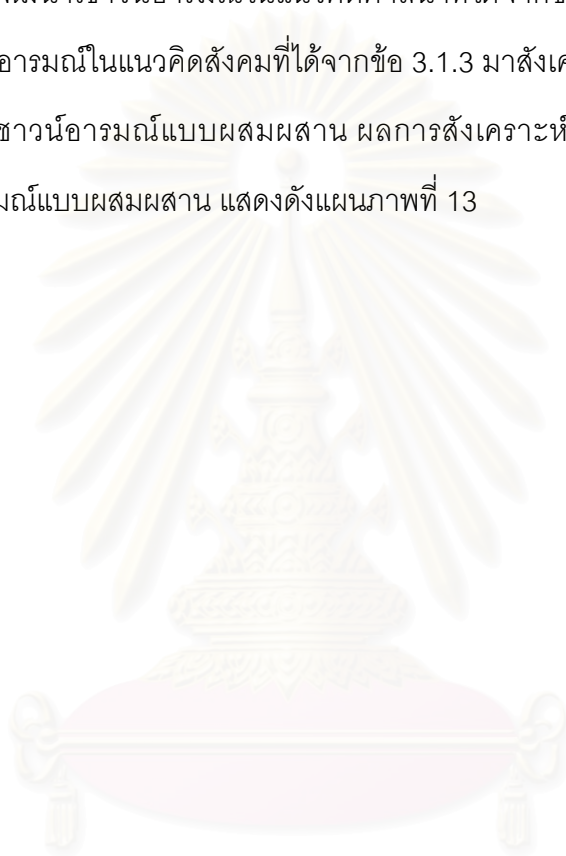 อารมณ์ในแนวคิดสังคมที่ได้จากข้อ 3.1.3 มาสังเค
ชาวน์อารมณ์แบบผสมผสาน ผลการสังเคราะห์
มณ์แบบผสมผสาน แสดงดังแผนภาพที่ 13